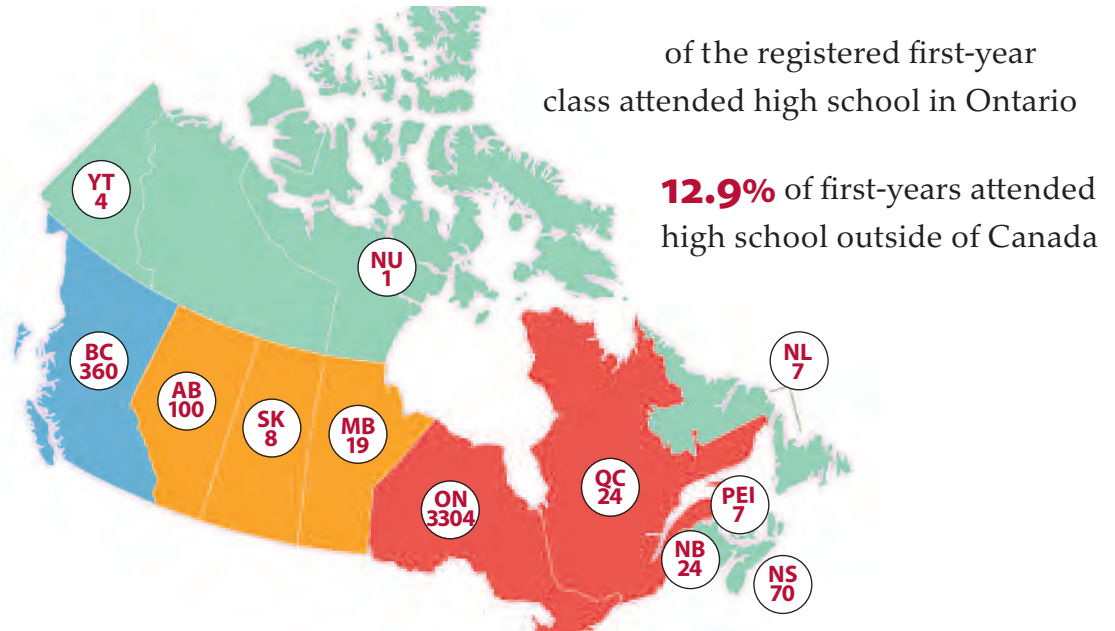 of the registered first-year
class attended high school in Ontario
12.9% of first-years attended
high school outside of Canada
YT
4
NU
1
BC
360
AB
100
SK
8
MB
19
ON
3304
QC
24
NL
7
PEI
7
NB
24
NS
70